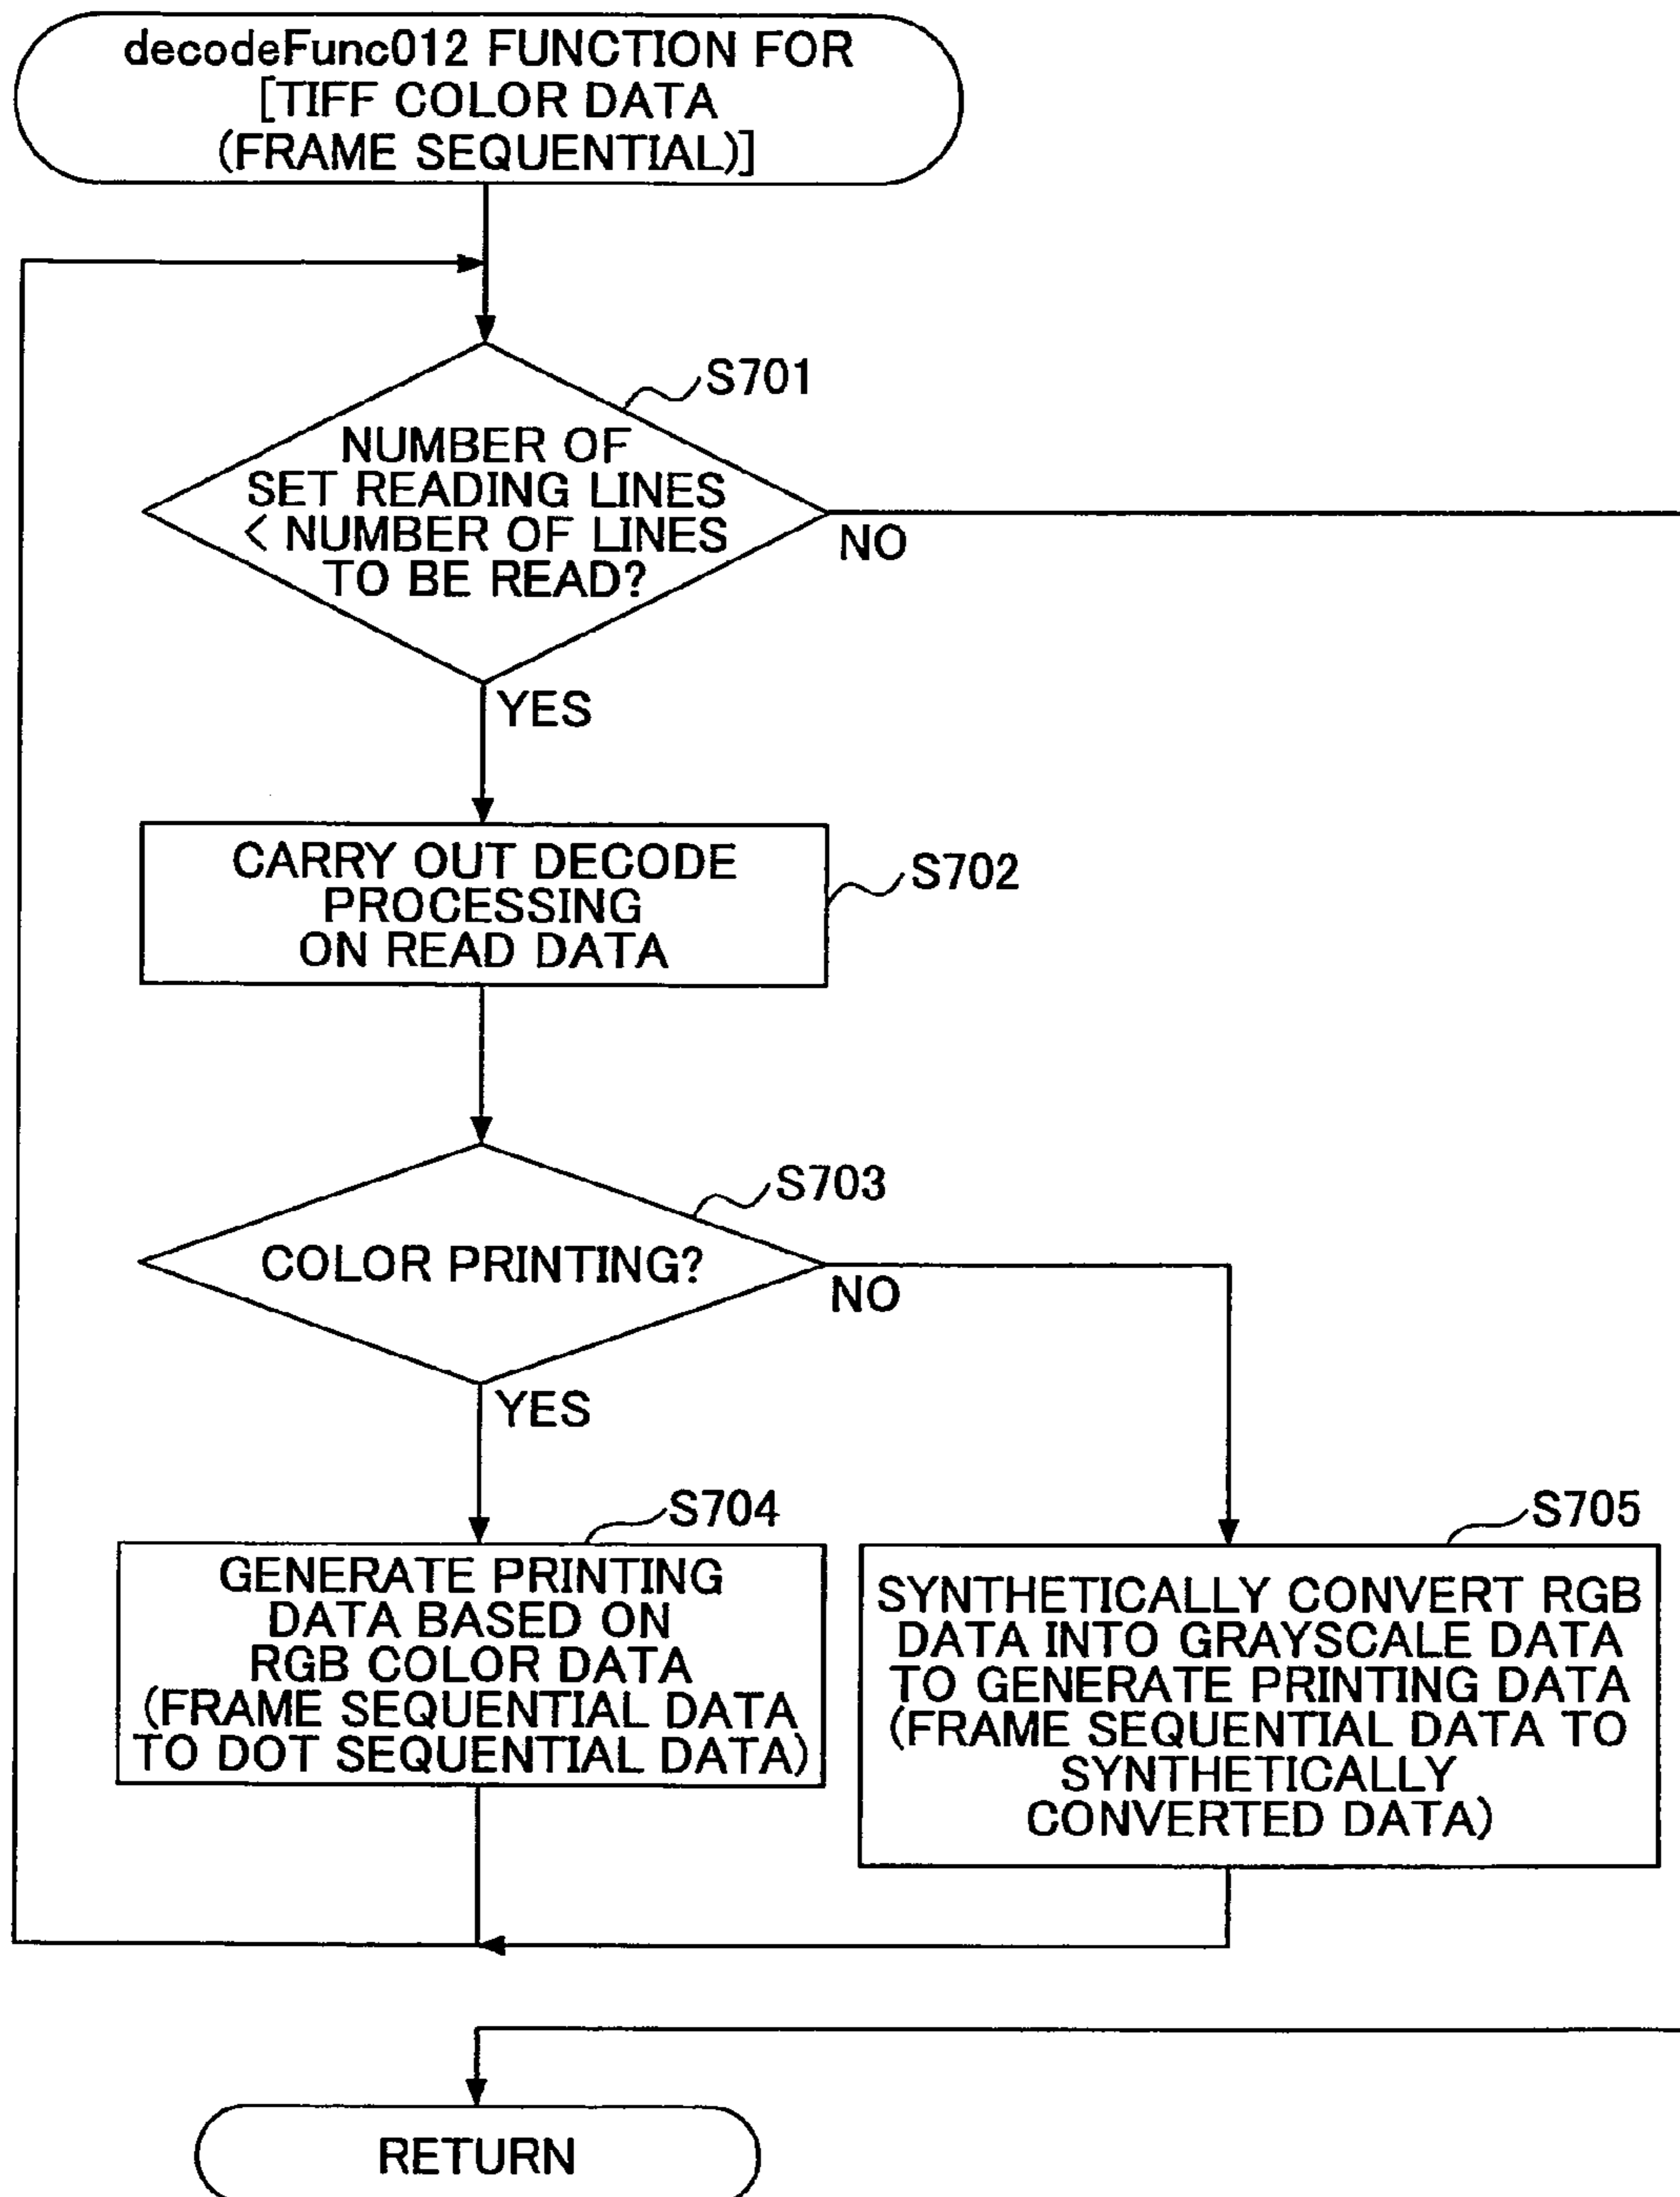 decodeFunc012 FUNCTION FOR
[TIFF COLOR DATA
(FRAME SEQUENTIAL)]
S701
NUMBER OF
SET READING LINES
< NUMBER OF LINES
TO BE READ?
NO
YES
CARRY OUT DECODE
PROCESSING
ON READ DATA
S702
S703
COLOR PRINTING?
NO
YES
S704
GENERATE PRINTING
DATA BASED ON
RGB COLOR DATA
(FRAME SEQUENTIAL DATA
TO DOT SEQUENTIAL DATA)
S705
SYNTHETICALLY CONVERT RGB
DATA INTO GRAYSCALE DATA
TO GENERATE PRINTING DATA
(FRAME SEQUENTIAL DATA TO
SYNTHETICALLY
CONVERTED DATA)
RETURN